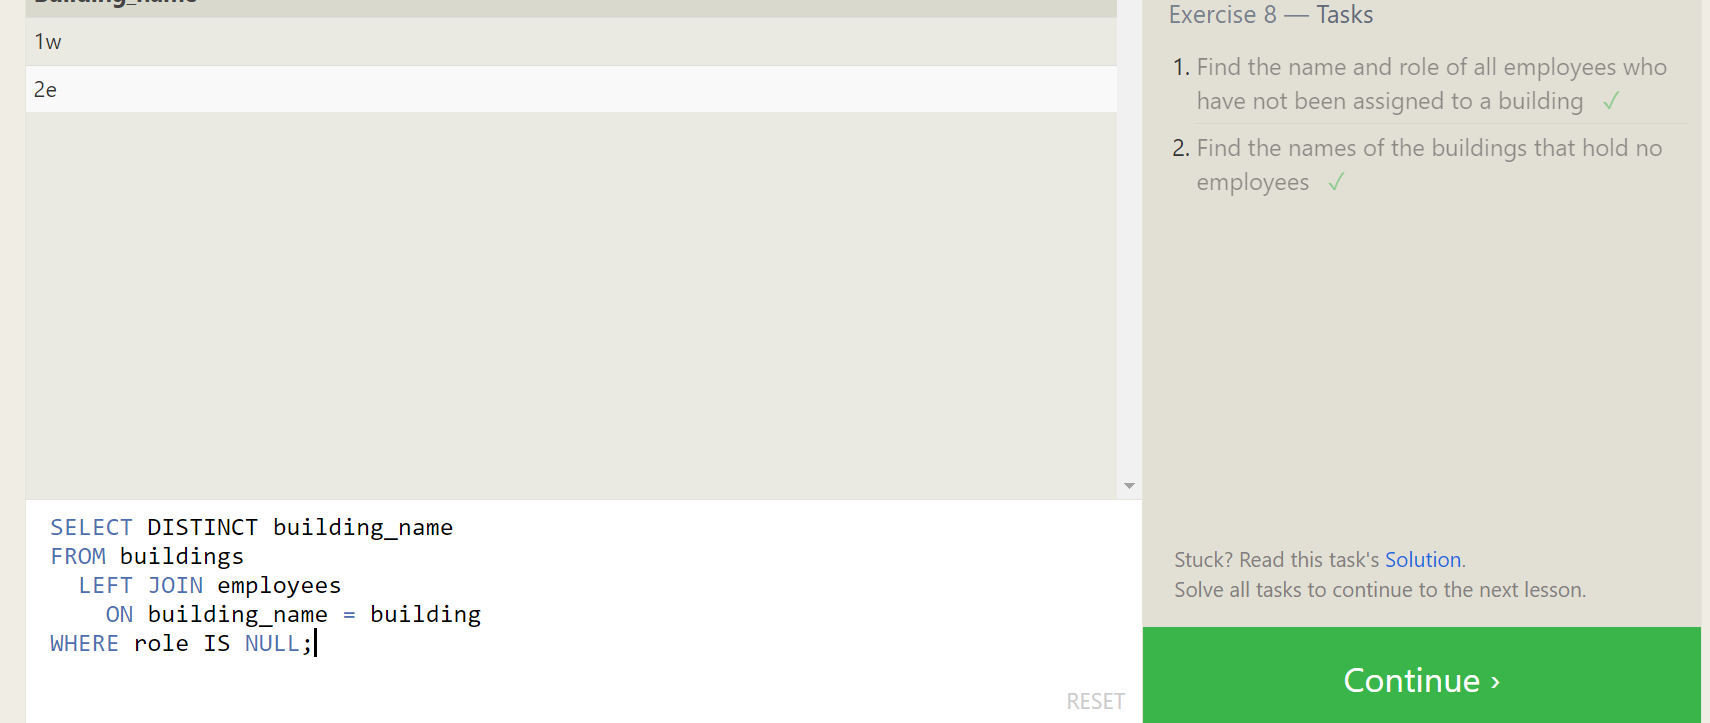 Building_name
1w
2e
SELECT DISTINCT building_name
FROM buildings
LEFT JOIN employees
ON building_name = building
WHERE role IS NULL;
RESET
Exercise 8 — Tasks
1. Find the name and role of all employees who
have not been assigned to a building ✓
2. Find the names of the buildings that hold no
employees ✓
Stuck? Read this task's Solution.
Solve all tasks to continue to the next lesson.
Continue ›